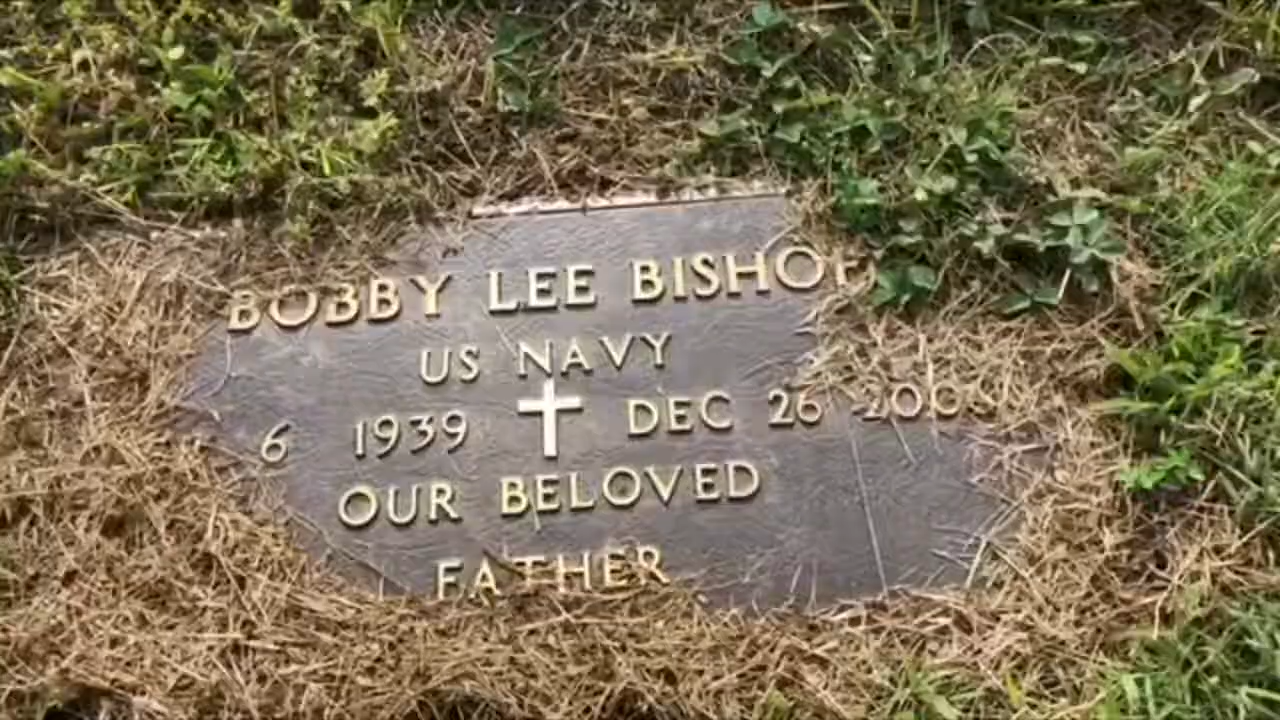 BOBBY LEE BISHOP
US NAVY
6 1939 DEC 26
OUR BELOVED
FATHER